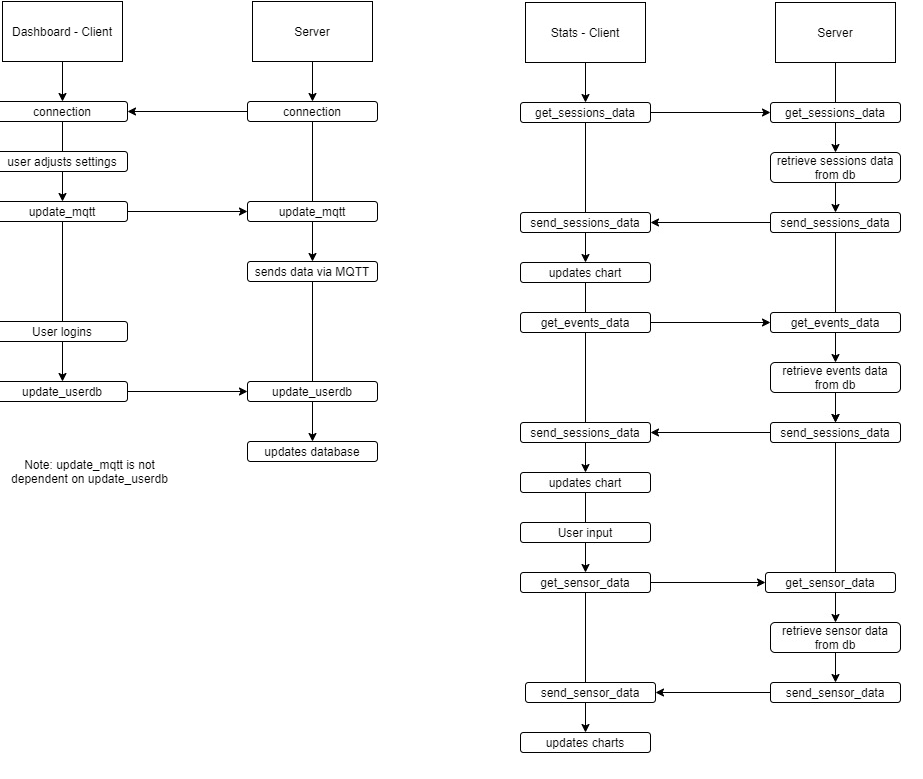 Dashboard - Client
Server
connection
connection
user adjusts settings
update_mqtt
update_mqtt
sends data via MQTT
User logins
update_userdb
update_userdb
updates database
Note: update_mqtt is not
dependent on update_userdb
Stats - Client
Server
get_sessions_data
get_sessions_data
retrieve sessions data
from db
send_sessions_data
send_sessions_data
updates chart
get_events_data
get_events_data
retrieve events data
from db
send_sessions_data
send_sessions_data
updates chart
User input
get_sensor_data
get_sensor_data
retrieve sensor data
from db
send_sensor_data
send_sensor_data
updates charts